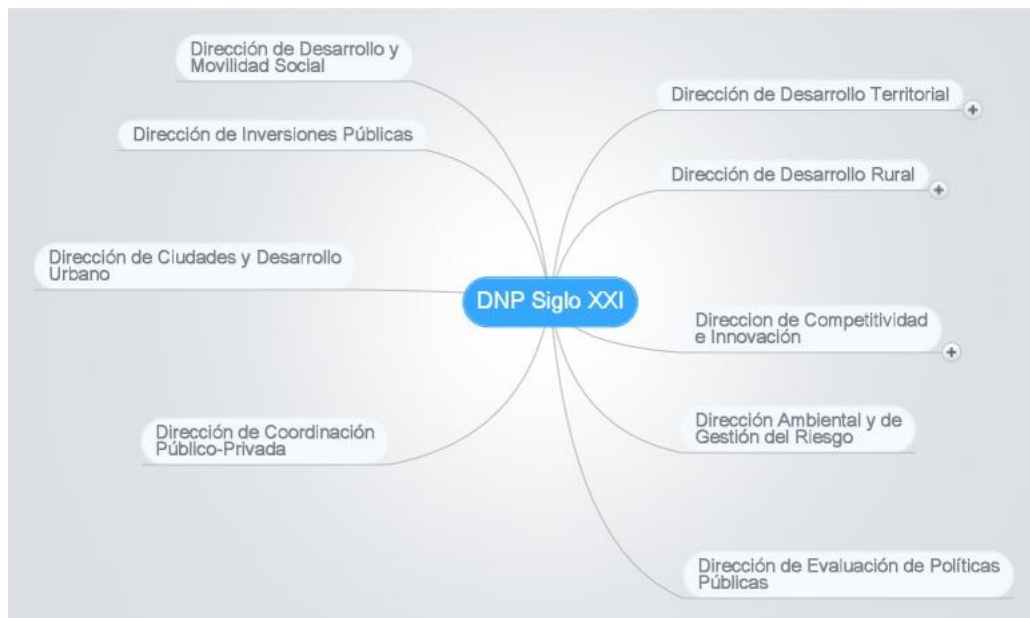 Dirección de Desarrollo y
Movilidad Social
Dirección de Inversiones Públicas
Dirección de Ciudades y Desarrollo
Urbano
Dirección de Coordinación
Público-Privada
DNP Siglo XXI
Dirección de Desarrollo Territorial
Dirección de Desarrollo Rural
Direccion de Competitividad
e Innovación
Dirección Ambiental y de
Gestión del Riesgo
Dirección de Evaluación de Políticas
Públicas